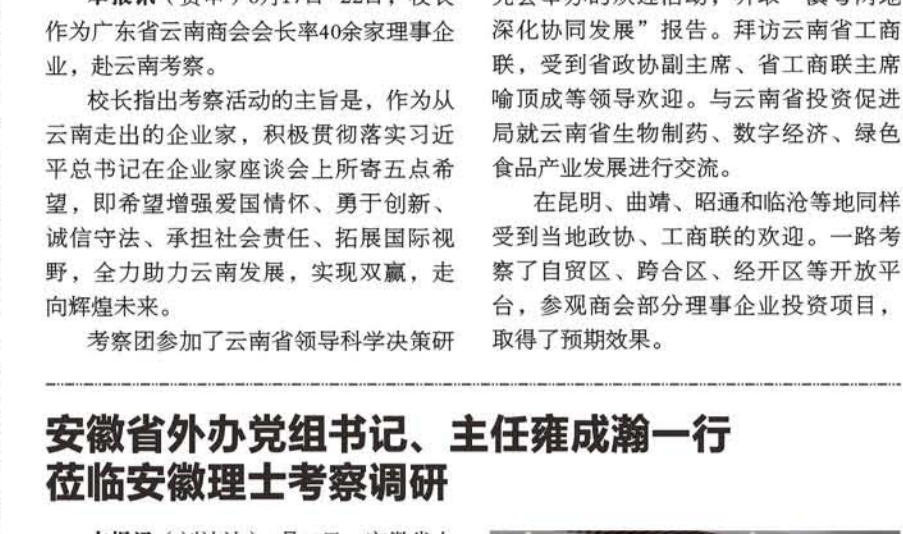 作为广东省云南商会会长率40余家理事企
业，赴云南考察。
校长指出考察活动的主旨是，作为从
云南走出的企业家，积极贯彻落实习近
平总书记在企业家座谈会上所寄五点希
望，即希望增强爱国情怀、勇于创新、
诚信守法、承担社会责任、拓展国际视
野，全力助力云南发展，实现双赢，走
向辉煌未来。
考察团参加了云南省领导科学决策研
深化协同发展”报告。拜访云南省工商
联，受到省政协副主席、省工商联主席
喻顶成等领导欢迎。与云南省投资促进
局就云南省生物制药、数字经济、绿色
食品产业发展进行交流。
在昆明、曲靖、昭通和临沧等地同样
受到当地政协、工商联的欢迎。一路考
察了自贸区、跨合区、经开区等开放平
台，参观商会部分理事企业投资项目，
取得了预期效果。
安徽省外办党组书记、主任雍成瀚一行
莅临安徽理士考察调研